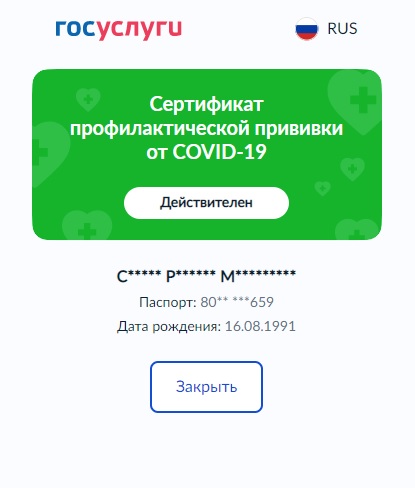 госуслуги
RUS
Сертификат
профилактической прививки
от COVID-19
Действителен
С***** Р****** М*********
Паспорт: 80** ***659
Дата рождения: 16.08.1991
Закрыть